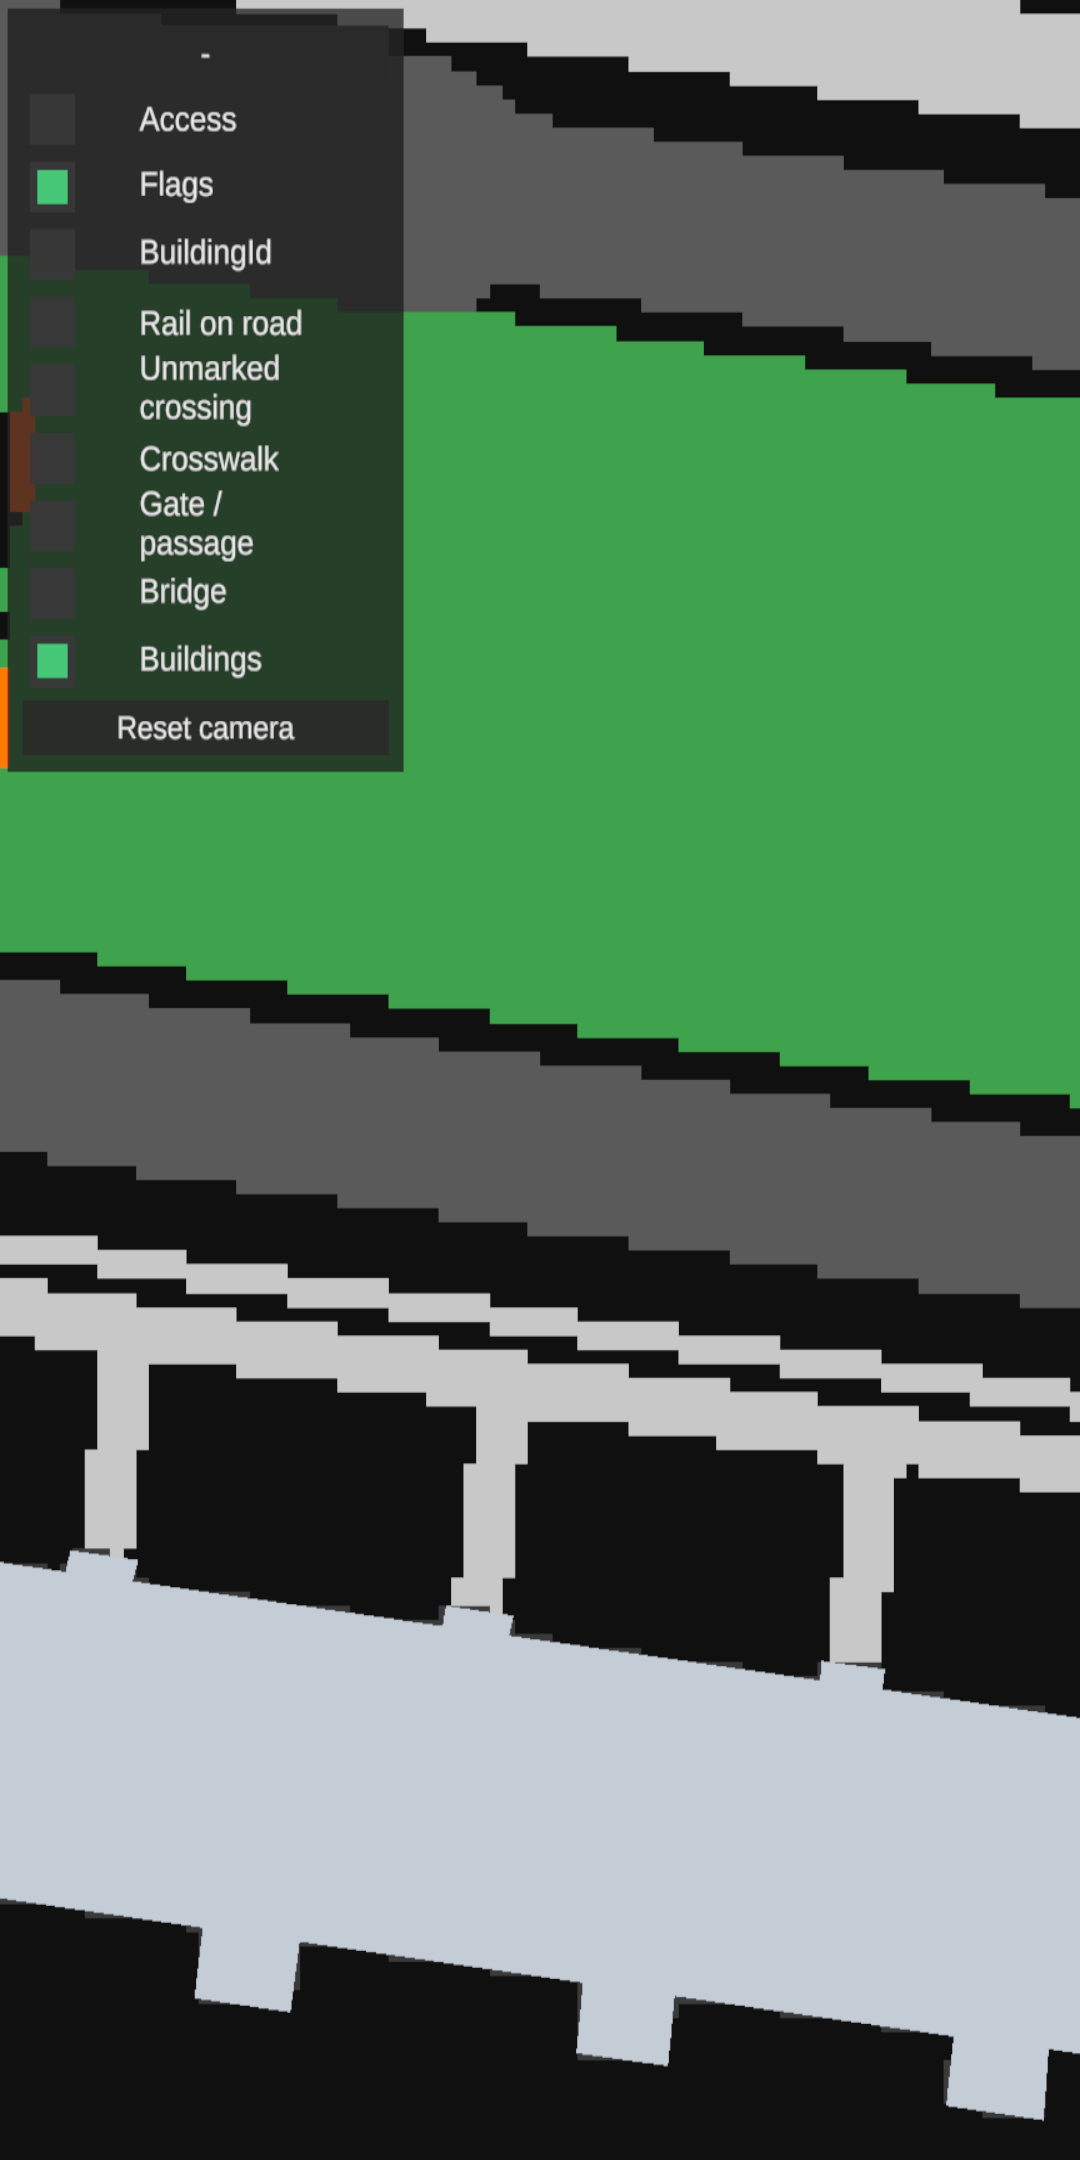 -
Access
Flags
BuildingId
Rail on road
Unmarked
crossing
Crosswalk
Gate /
passage
Bridge
Buildings
Reset camera